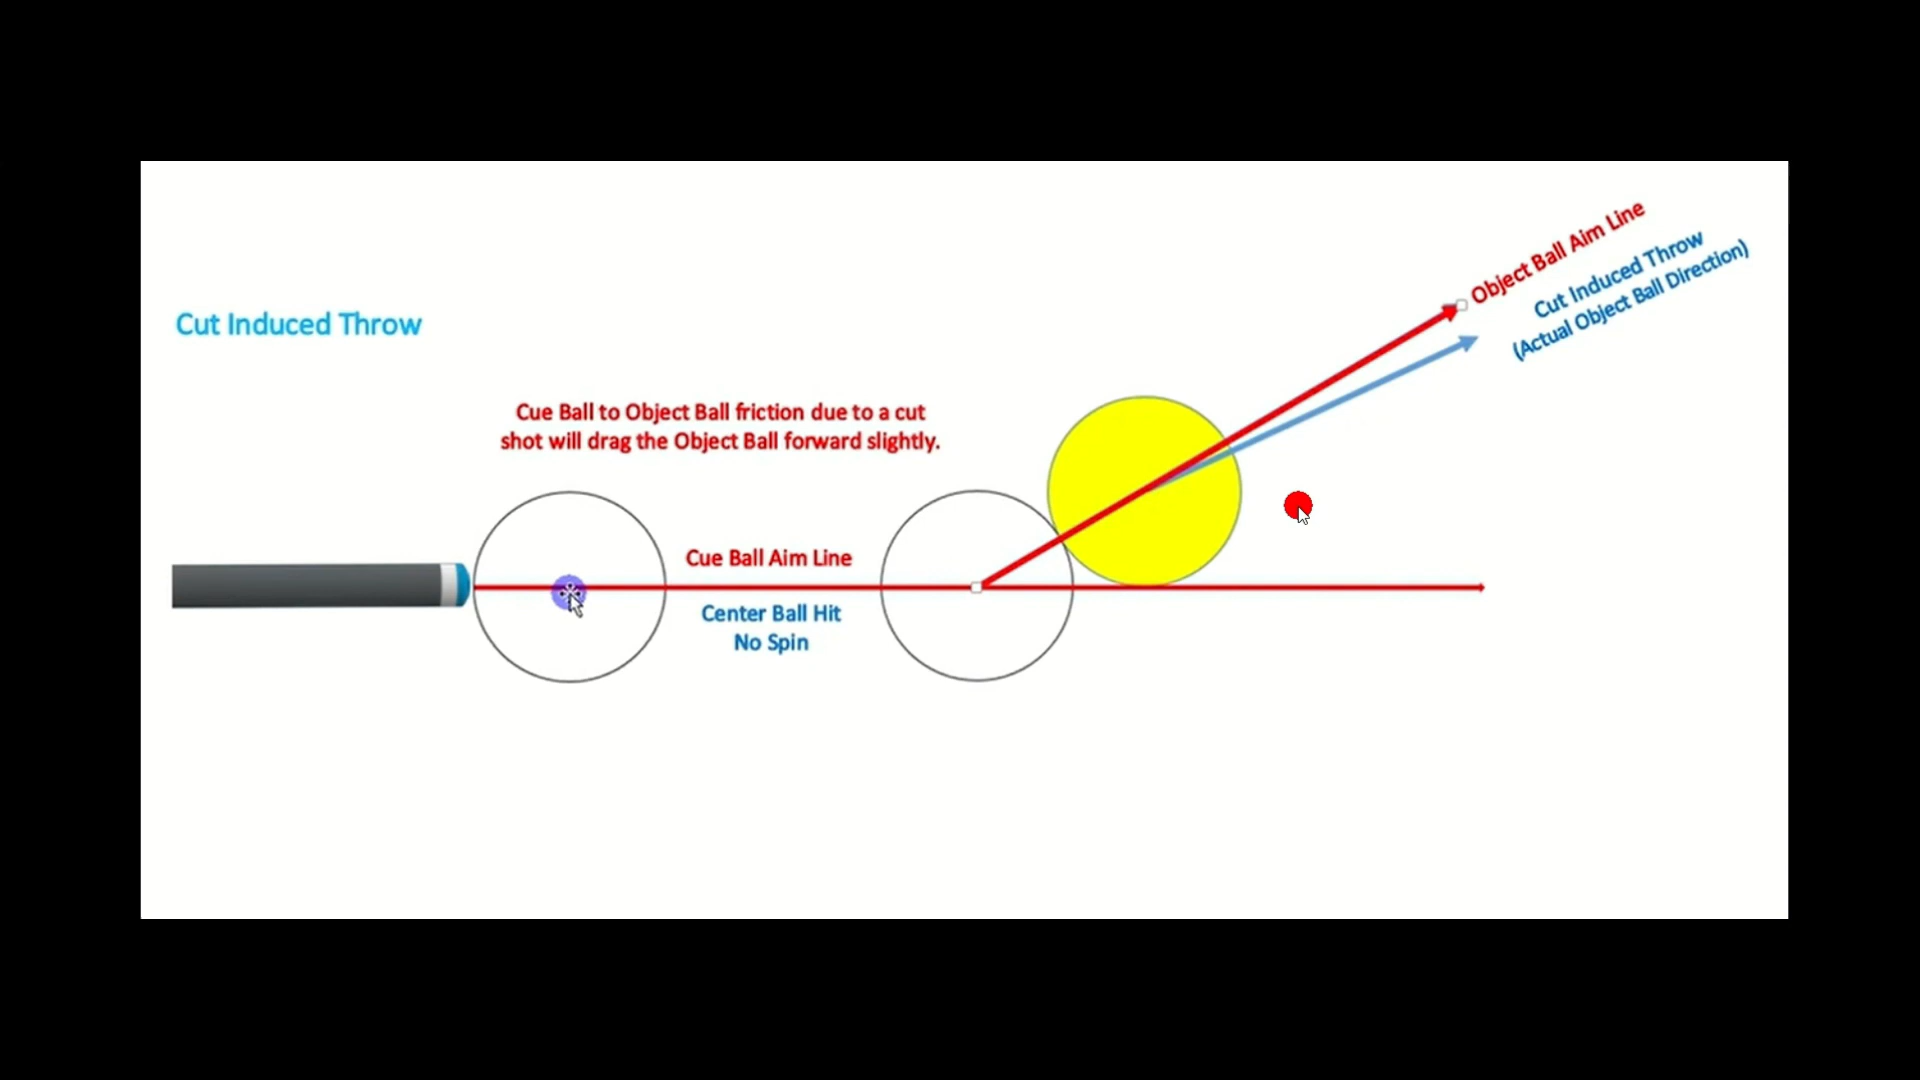 Object Ball Aim Line
Cut Induced Throw
(Actual Object Ball Direction)
Cut Induced Throw
Cue Ball to Object Ball friction due to a cut
shot will drag the Object Ball forward slightly.
Cue Ball Aim Line
Center Ball Hit
No Spin